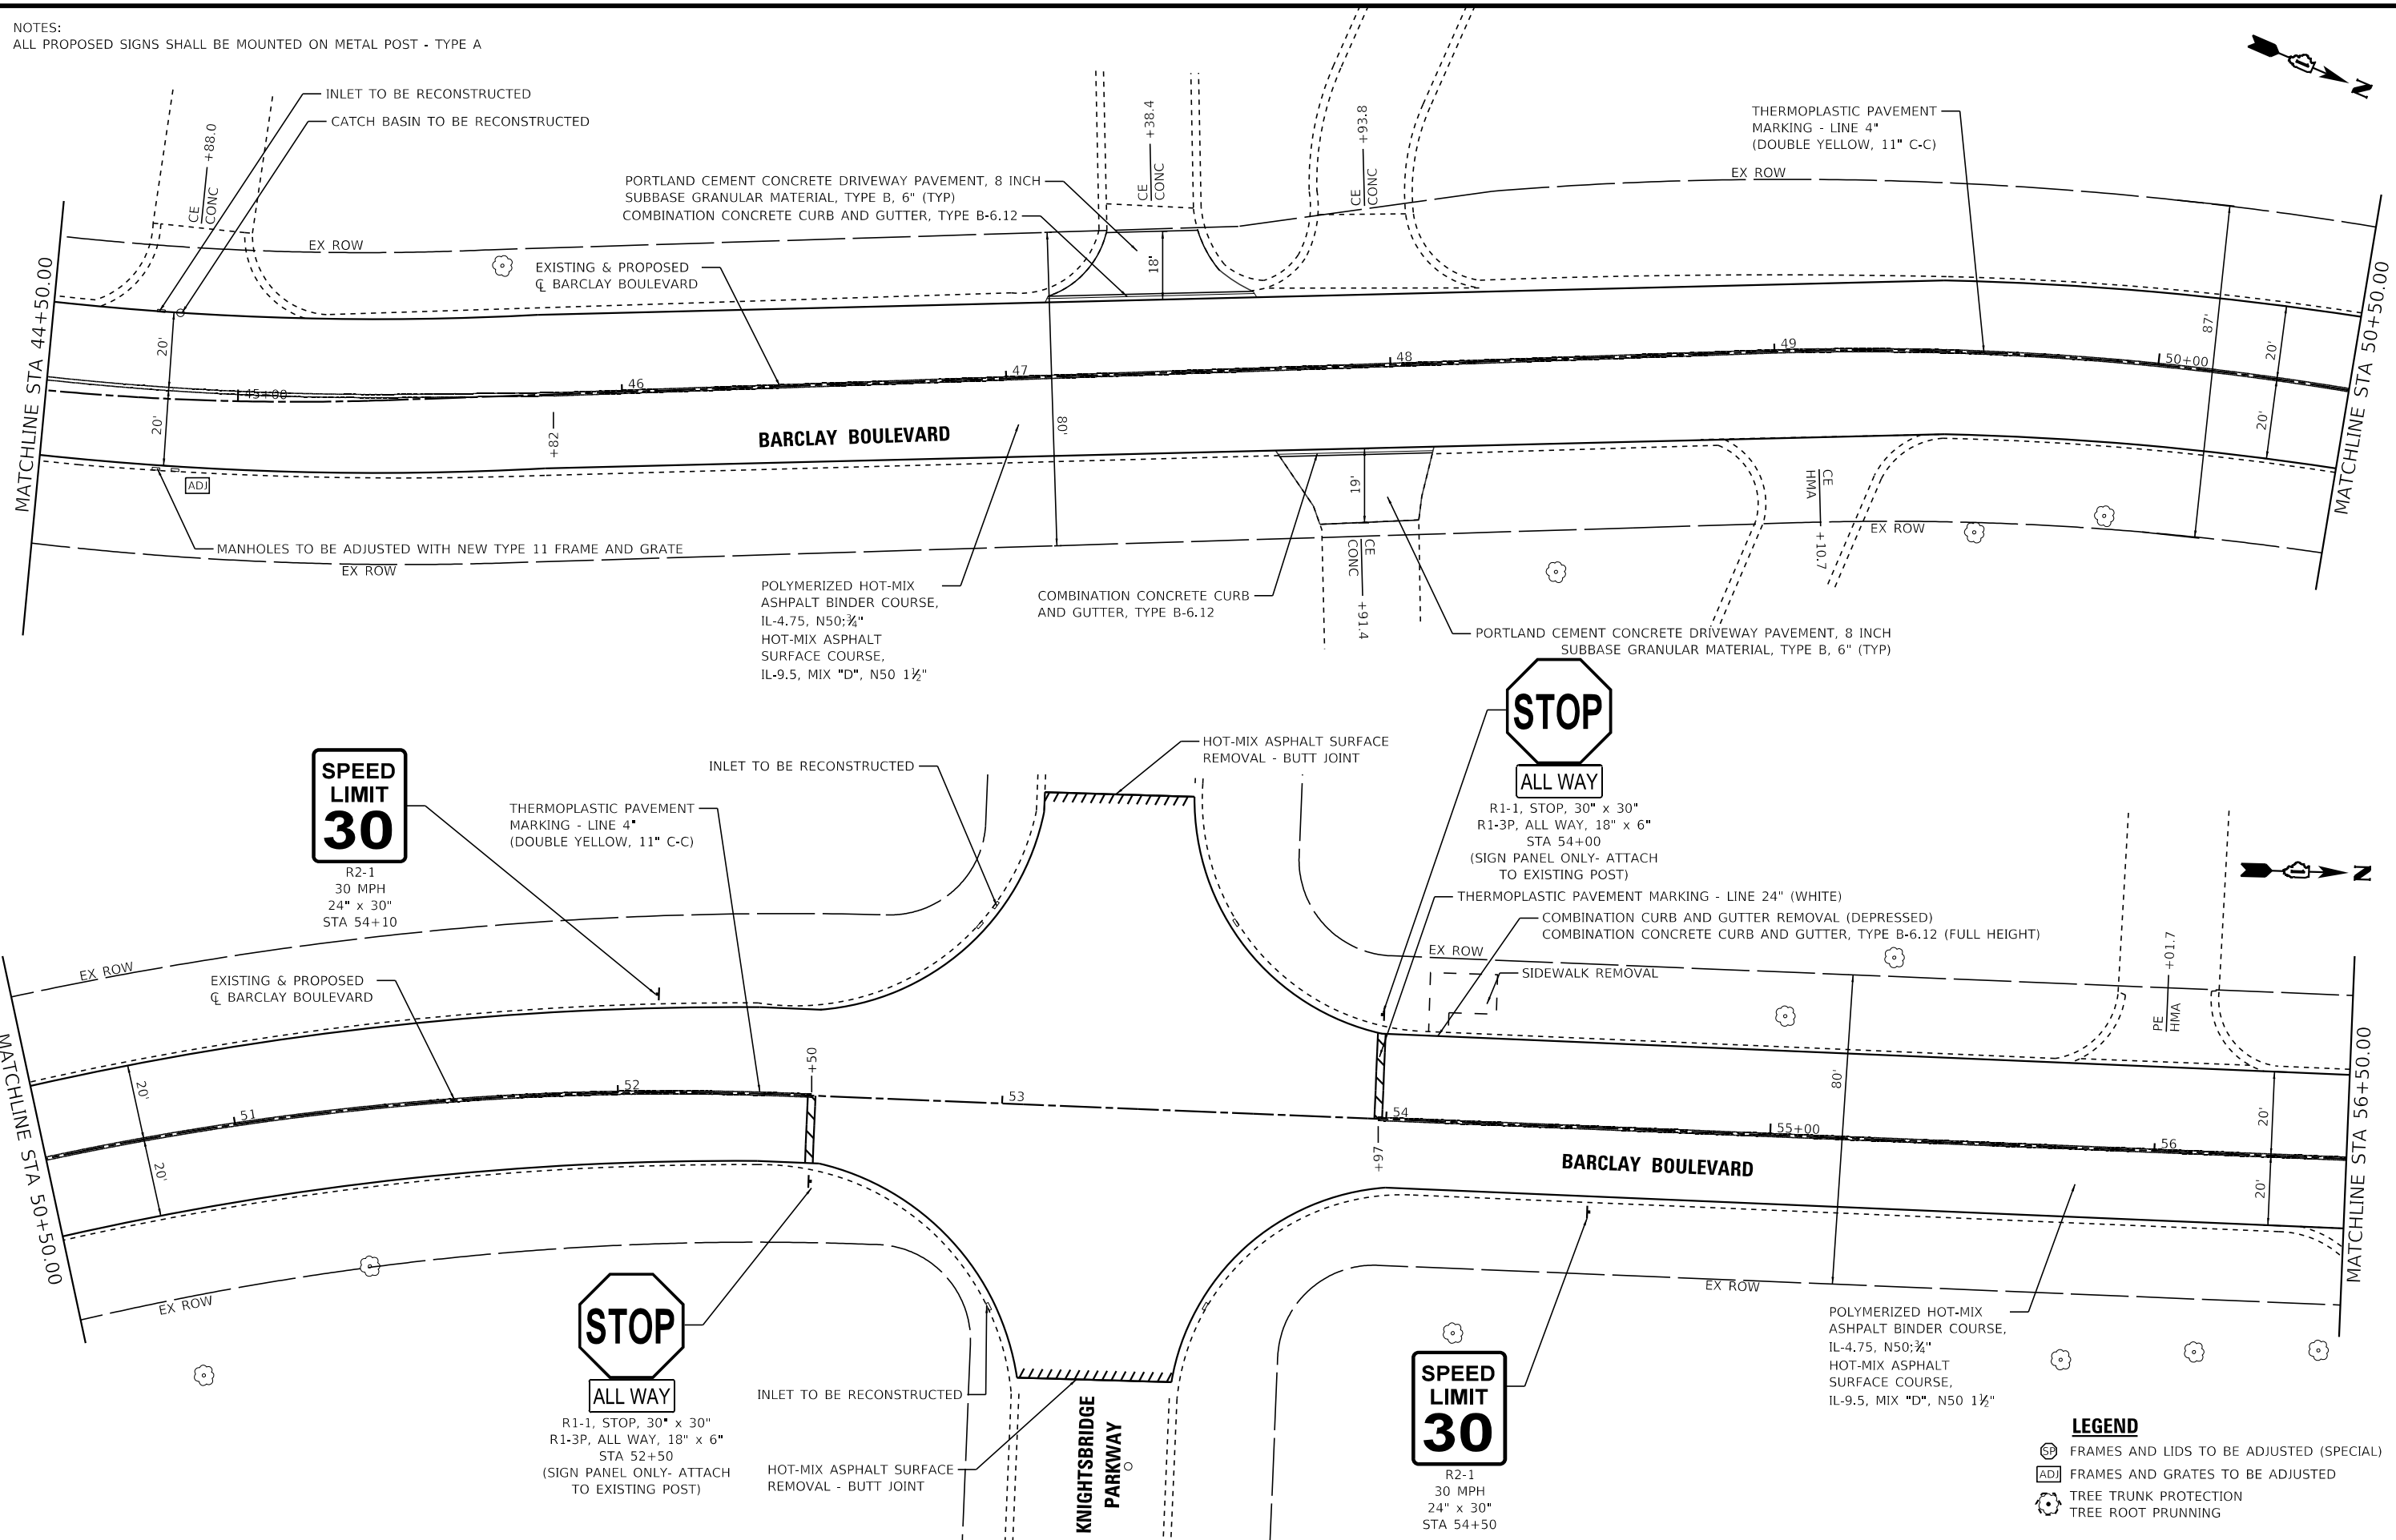 NOTES:
ALL PROPOSED SIGNS SHALL BE MOUNTED ON METAL POST - TYPE A
N
INLET TO BE RECONSTRUCTED
CATCH BASIN TO BE RECONSTRUCTED
CE +88.0
CONC
PORTLAND CEMENT CONCRETE DRIVEWAY PAVEMENT, 8 INCH
SUBBASE GRANULAR MATERIAL, TYPE B, 6" (TYP)
COMBINATION CONCRETE CURB AND GUTTER, TYPE B-6.12
CE +38.4
CONC
CE +93.8
CONC
THERMOPLASTIC PAVEMENT
MARKING - LINE 4"
(DOUBLE YELLOW, 11" C-C)
EX ROW
EX ROW
EXISTING & PROPOSED
℄ BARCLAY BOULEVARD
18'
MATCHLINE STA 44+50.00
20'
20'
45+00
46
47
48
49
50+00
87'
20'
20'
MATCHLINE STA 50+50.00
+82
BARCLAY BOULEVARD
80'
19'
ADJ
CE
HMA +10.7
EX ROW
MANHOLES TO BE ADJUSTED WITH NEW TYPE 11 FRAME AND GRATE
EX ROW
CE
CONC +91.4
POLYMERIZED HOT-MIX
ASHPALT BINDER COURSE,
IL-4.75, N50;¾"
HOT-MIX ASPHALT
SURFACE COURSE,
IL-9.5, MIX "D", N50 1½"
COMBINATION CONCRETE CURB
AND GUTTER, TYPE B-6.12
PORTLAND CEMENT CONCRETE DRIVEWAY PAVEMENT, 8 INCH
SUBBASE GRANULAR MATERIAL, TYPE B, 6" (TYP)
STOP
ALL WAY
R1-1, STOP, 30" x 30"
R1-3P, ALL WAY, 18" x 6"
STA 54+00
(SIGN PANEL ONLY- ATTACH
TO EXISTING POST)
HOT-MIX ASPHALT SURFACE
REMOVAL - BUTT JOINT
INLET TO BE RECONSTRUCTED
SPEED
LIMIT
30
R2-1
30 MPH
24" x 30"
STA 54+10
THERMOPLASTIC PAVEMENT
MARKING - LINE 4"
(DOUBLE YELLOW, 11" C-C)
N
THERMOPLASTIC PAVEMENT MARKING - LINE 24" (WHITE)
COMBINATION CURB AND GUTTER REMOVAL (DEPRESSED)
COMBINATION CONCRETE CURB AND GUTTER, TYPE B-6.12 (FULL HEIGHT)
EX ROW
SIDEWALK REMOVAL
PE +01.7
HMA
EX ROW
EXISTING & PROPOSED
℄ BARCLAY BOULEVARD
MATCHLINE STA 50+50.00
20'
20'
51
52
+50
53
54
+97
55+00
56
80'
20'
20'
BARCLAY BOULEVARD
MATCHLINE STA 56+50.00
EX ROW
EX ROW
STOP
ALL WAY
R1-1, STOP, 30" x 30"
R1-3P, ALL WAY, 18" x 6"
STA 52+50
(SIGN PANEL ONLY- ATTACH
TO EXISTING POST)
INLET TO BE RECONSTRUCTED
HOT-MIX ASPHALT SURFACE
REMOVAL - BUTT JOINT
KNIGHTSBRIDGE
PARKWAY
SPEED
LIMIT
30
R2-1
30 MPH
24" x 30"
STA 54+50
POLYMERIZED HOT-MIX
ASHPALT BINDER COURSE,
IL-4.75, N50;¾"
HOT-MIX ASPHALT
SURFACE COURSE,
IL-9.5, MIX "D", N50 1½"
LEGEND
SP FRAMES AND LIDS TO BE ADJUSTED (SPECIAL)
ADJ FRAMES AND GRATES TO BE ADJUSTED
TREE TRUNK PROTECTION
TREE ROOT PRUNNING